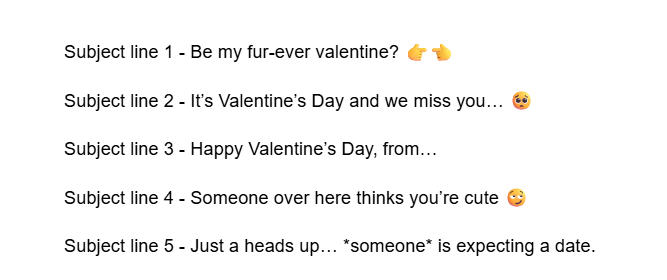 Subject line 1 - Be my fur-ever valentine? 👉👈
Subject line 2 - It’s Valentine’s Day and we miss you… 🥺
Subject line 3 - Happy Valentine’s Day, from…
Subject line 4 - Someone over here thinks you’re cute 😏
Subject line 5 - Just a heads up… *someone* is expecting a date.